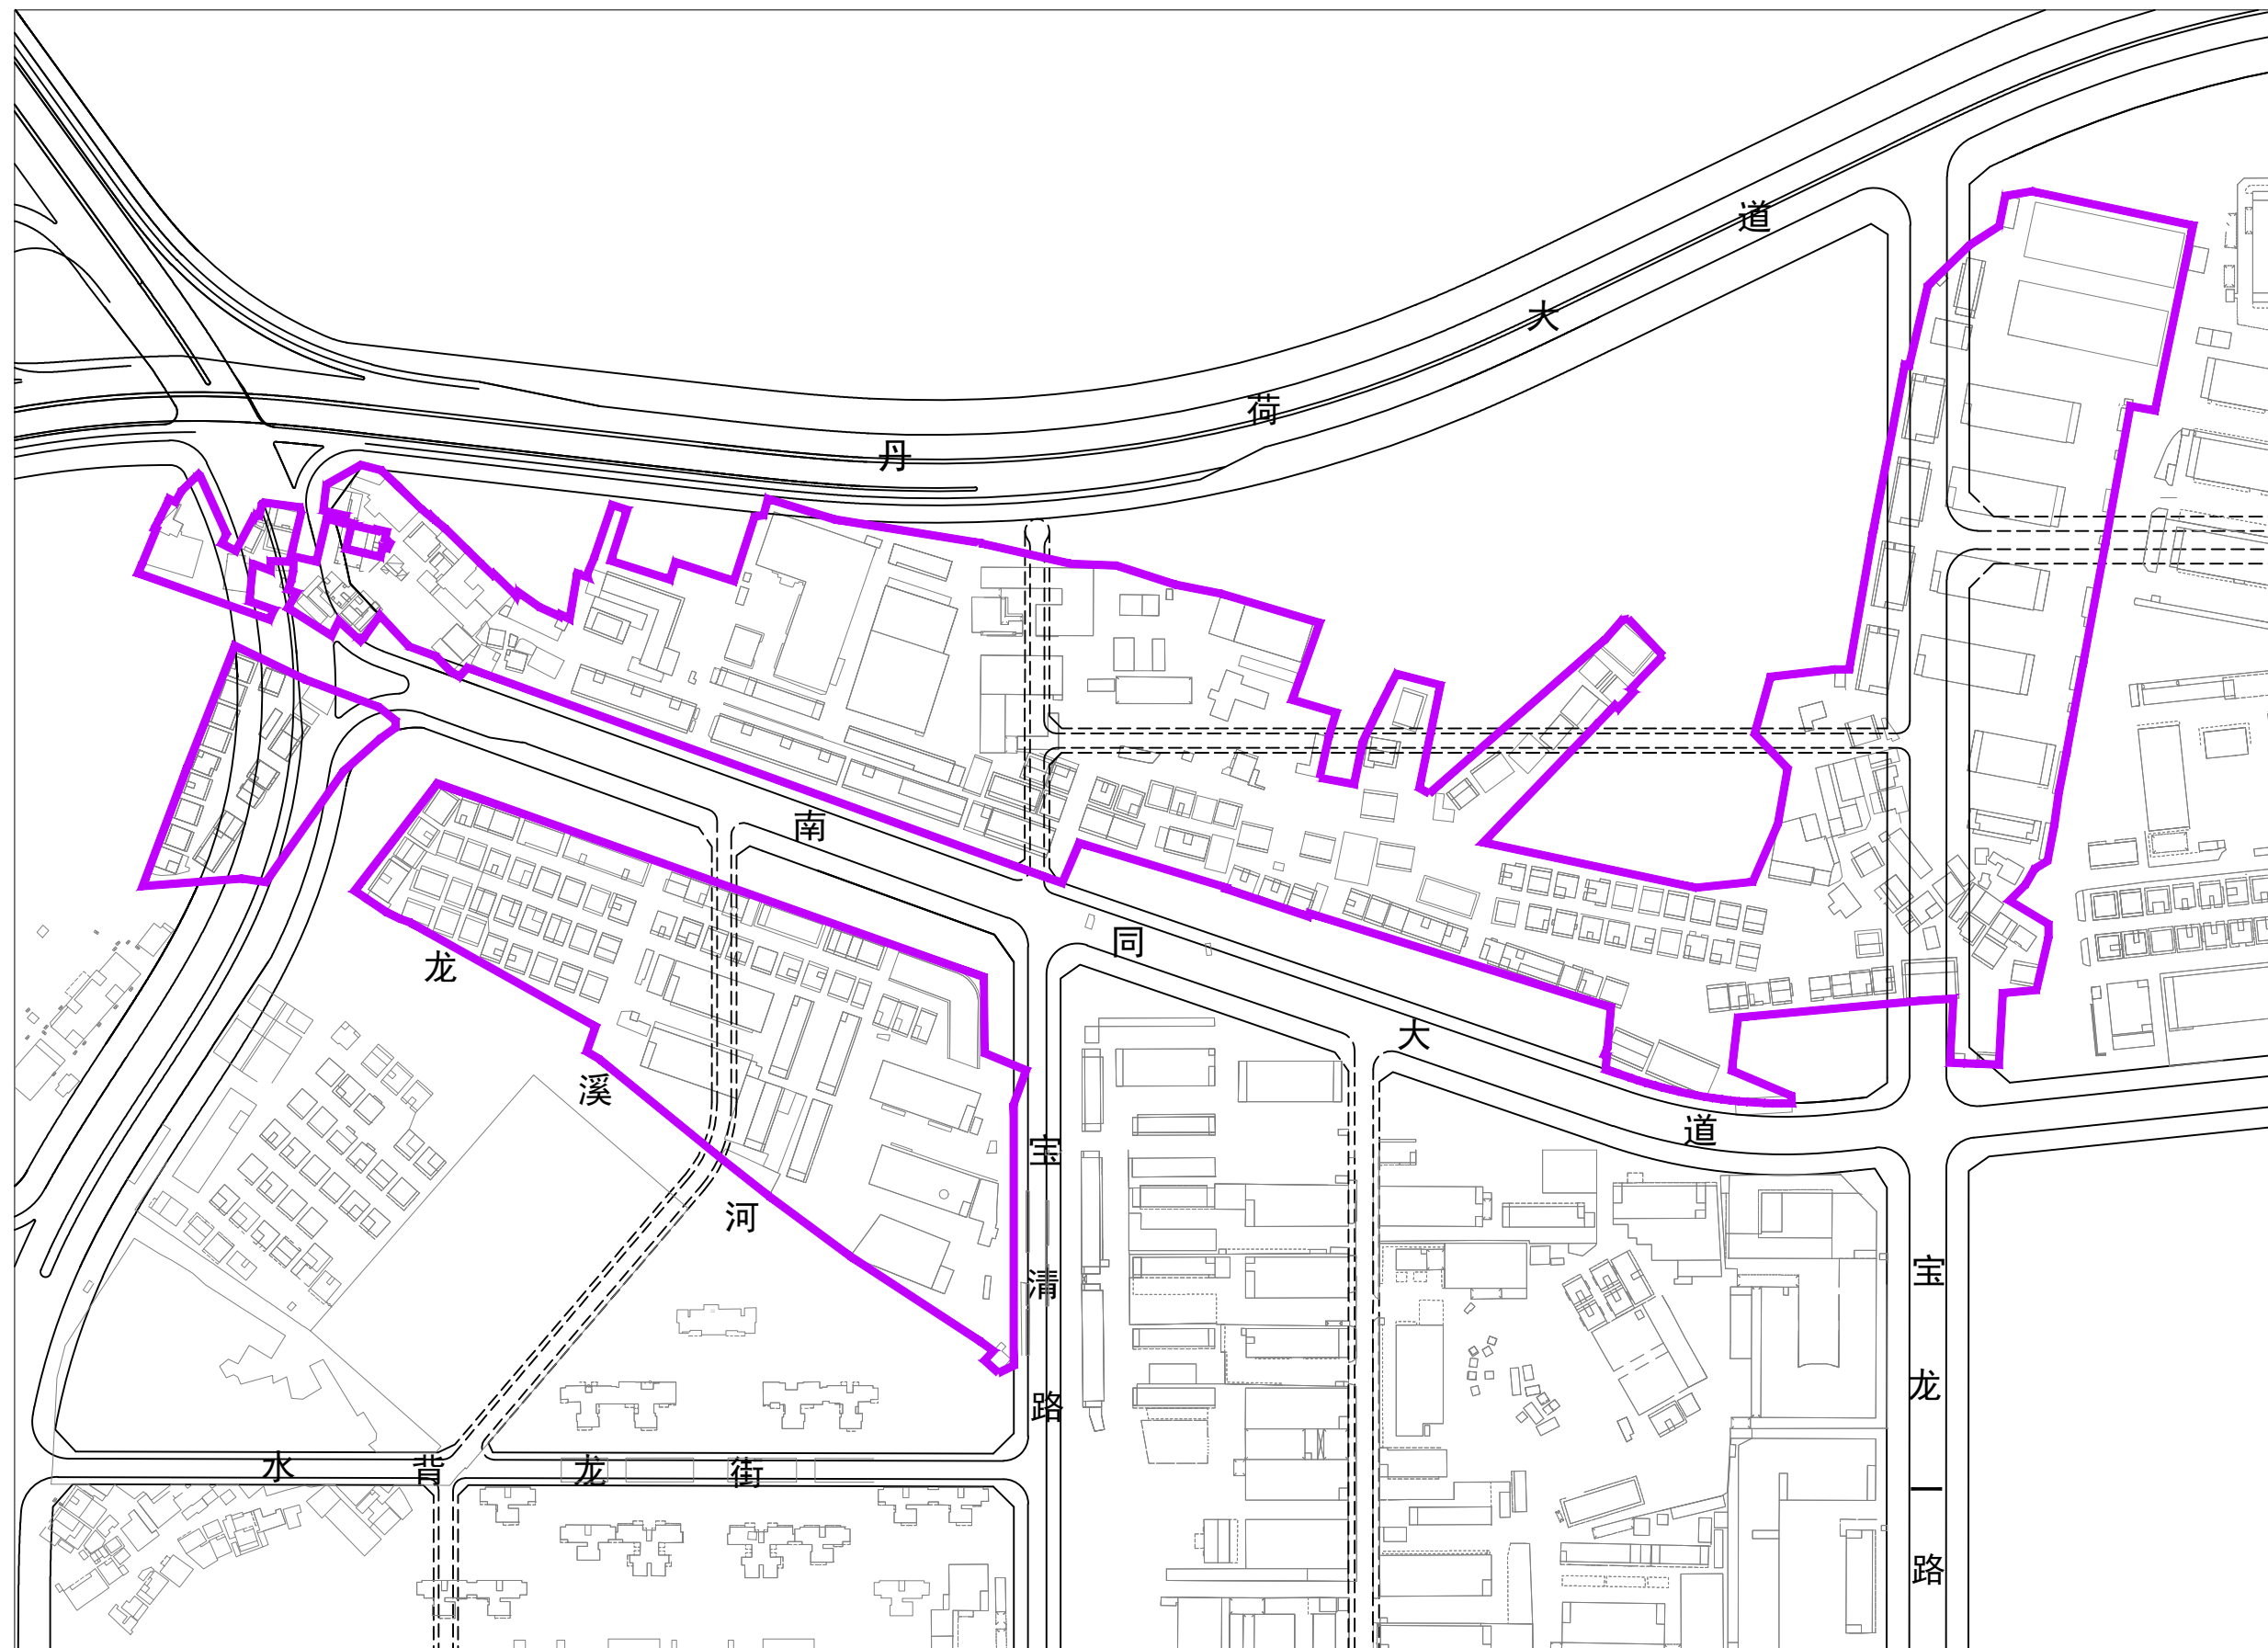 丹荷大道
南同大道
龙溪河
宝清路
宝龙一路
水背龙街